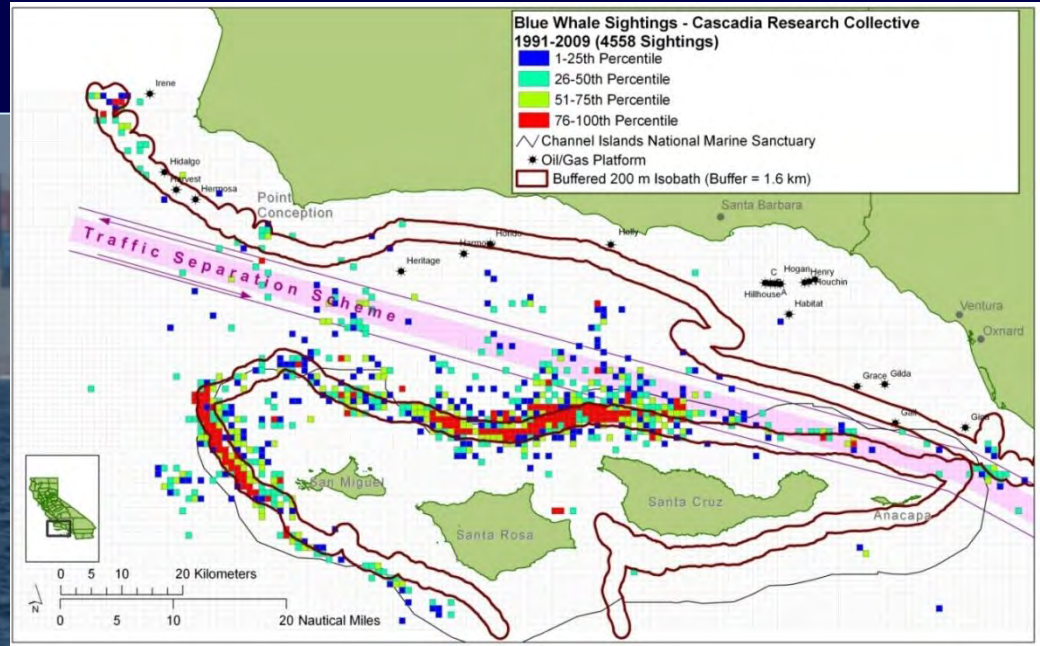 Blue Whale Sightings - Cascadia Research Collective
1991-2009 (4558 Sightings)
1-25th Percentile
26-50th Percentile
51-75th Percentile
76-100th Percentile
Channel Islands National Marine Sanctuary
Oil/Gas Platform
Buffered 200 m Isobath (Buffer = 1.6 km)
Irene
Hidalgo
Harvest
Hermosa
Point
Conception
Santa Barbara
Holly
Hondo
Heritage
Traffic Separation Scheme
C
Hogan
Henry
Houchin
Hillhouse
A
Habitat
Ventura
Oxnard
Grace
Gilda
Gail
Gina
San Miguel
Santa Rosa
Santa Cruz
Anacapa
0 5 10 20 Kilometers
N
0 5 10 20 Nautical Miles